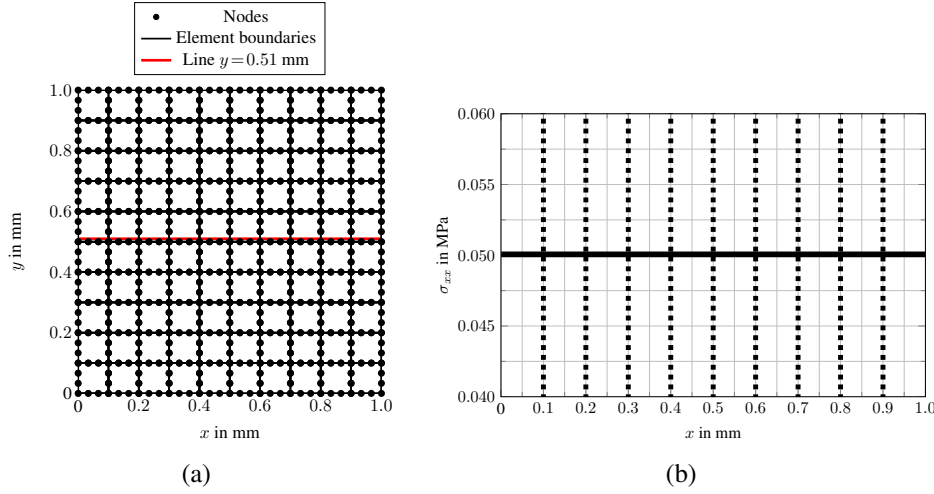 Nodes
Element boundaries
Line y = 0.51 mm
1.0
0.8
0.6
0.4
0.2
0
y in mm
0 0.2 0.4 0.6 0.8 1.0
x in mm
(a)
0.060
0.055
0.050
0.045
0.040
σxx in MPa
0 0.1 0.2 0.3 0.4 0.5 0.6 0.7 0.8 0.9 1.0
x in mm
(b)